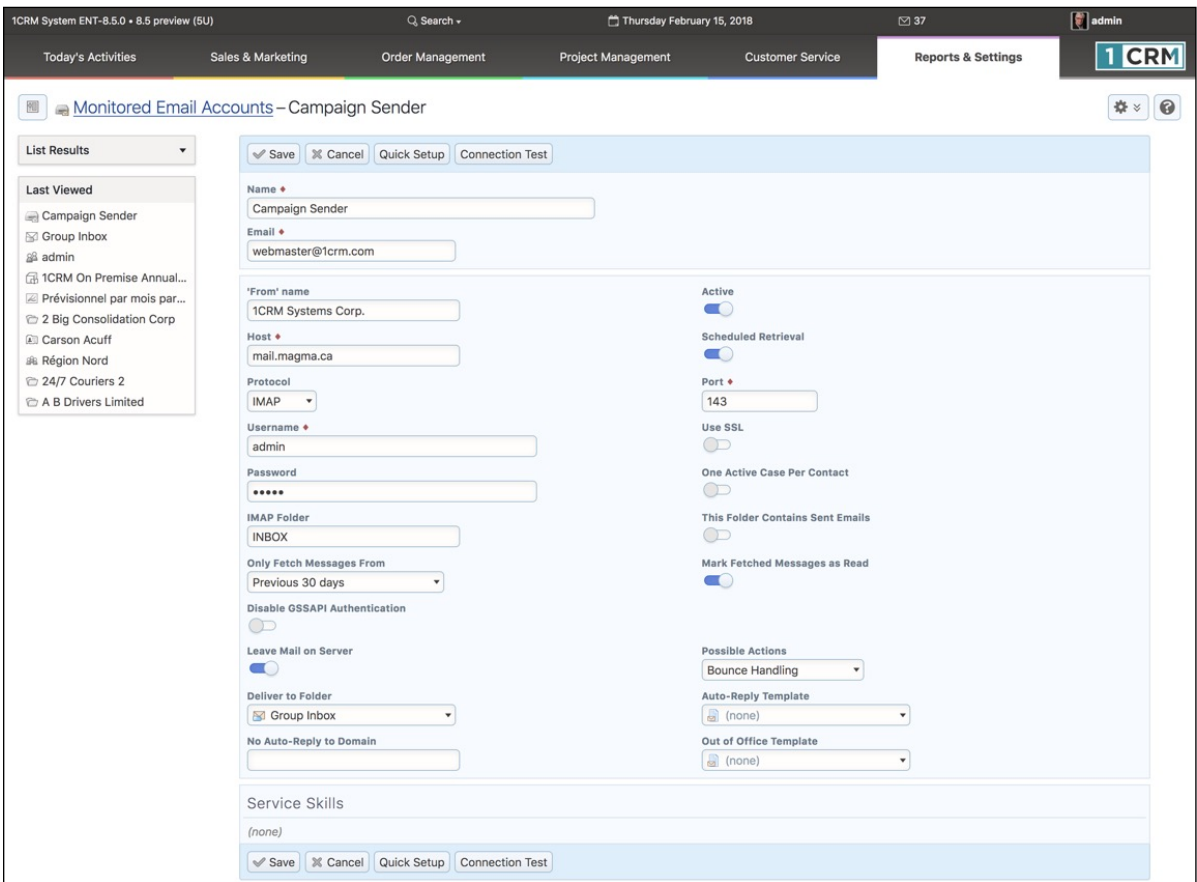 1CRM System ENT-8.5.0 • 8.5 preview (5U) Search Thursday February 15, 2018 37 admin
Today's Activities Sales & Marketing Order Management Project Management Customer Service Reports & Settings 1 CRM
Monitored Email Accounts – Campaign Sender
List Results
Last Viewed
Campaign Sender
Group Inbox
admin
1CRM On Premise Annual...
Prévisionnel par mois par...
2 Big Consolidation Corp
Carson Acuff
Région Nord
24/7 Couriers 2
A B Drivers Limited
Save Cancel Quick Setup Connection Test
Name
Campaign Sender
Email
webmaster@1crm.com
'From' name Active
1CRM Systems Corp.
Host Scheduled Retrieval
mail.magma.ca
Protocol Port
IMAP 143
Username Use SSL
admin
Password One Active Case Per Contact
•••••
IMAP Folder This Folder Contains Sent Emails
INBOX
Only Fetch Messages From Mark Fetched Messages as Read
Previous 30 days
Disable GSSAPI Authentication
Leave Mail on Server Possible Actions
Bounce Handling
Deliver to Folder Auto-Reply Template
Group Inbox (none)
No Auto-Reply to Domain Out of Office Template
(none)
Service Skills
(none)
Save Cancel Quick Setup Connection Test